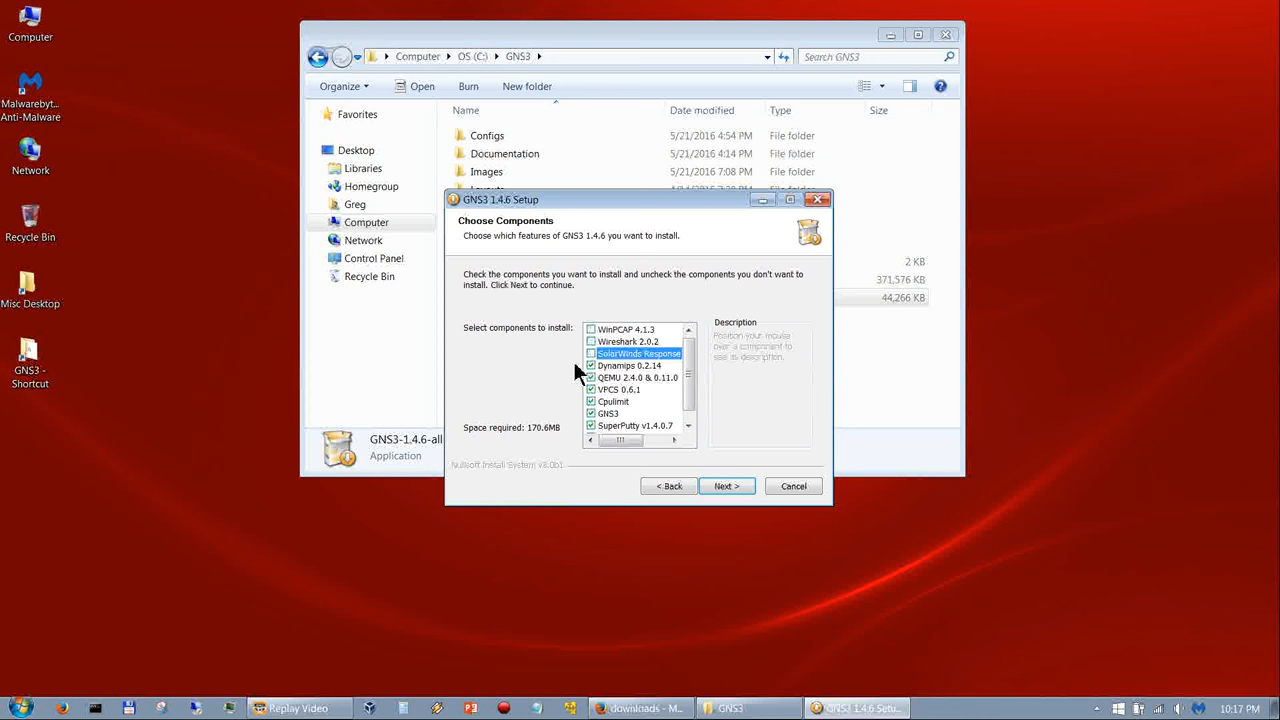 Computer
Malwarebyt...
Anti-Malware
Network
Recycle Bin
Misc Desktop
GNS3 -
Shortcut
Computer
OS (C:)
GNS3
Search GNS3
Organize
Open
Burn
New folder
Name
Date modified
Type
Size
Favorites
Desktop
Libraries
Homegroup
Greg
Computer
Network
Control Panel
Recycle Bin
Configs 5/21/2016 4:54 PM File folder
Documentation 5/21/2016 4:14 PM File folder
Images 5/21/2016 7:08 PM File folder
2 KB
371,576 KB
44,266 KB
GNS3-1.4.6-all
Application
GNS3 1.4.6 Setup
Choose Components
Choose which features of GNS3 1.4.6 you want to install.
Check the components you want to install and uncheck the components you don't want to
install. Click Next to continue.
Select components to install:
WinPCAP 4.1.3
Wireshark 2.0.2
SolarWinds Response
Dynamips 0.2.14
QEMU 2.4.0 & 0.11.0
VPCS 0.6.1
Cpulimit
GNS3
SuperPutty v1.4.0.7
Description
Position your mouse
over a component to
see its description.
Space required: 170.6MB
Nullsoft Install System v3.0b1
< Back
Next >
Cancel
Replay Video
downloads - M...
GNS3
GNS3 1.4.6 Setu...
10:17 PM